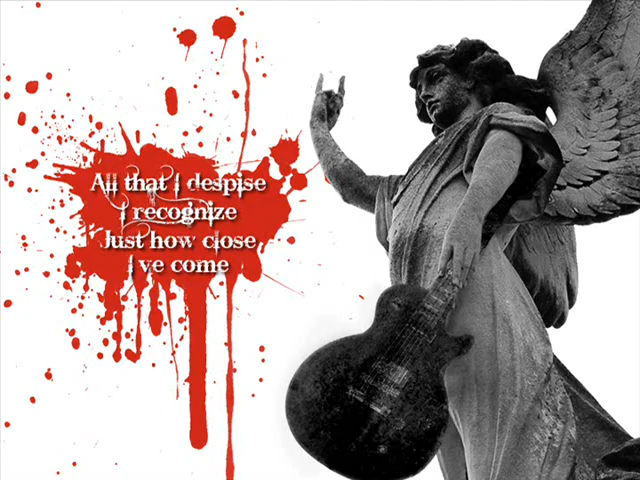 All that I despise
I recognize
Just how close
I've come